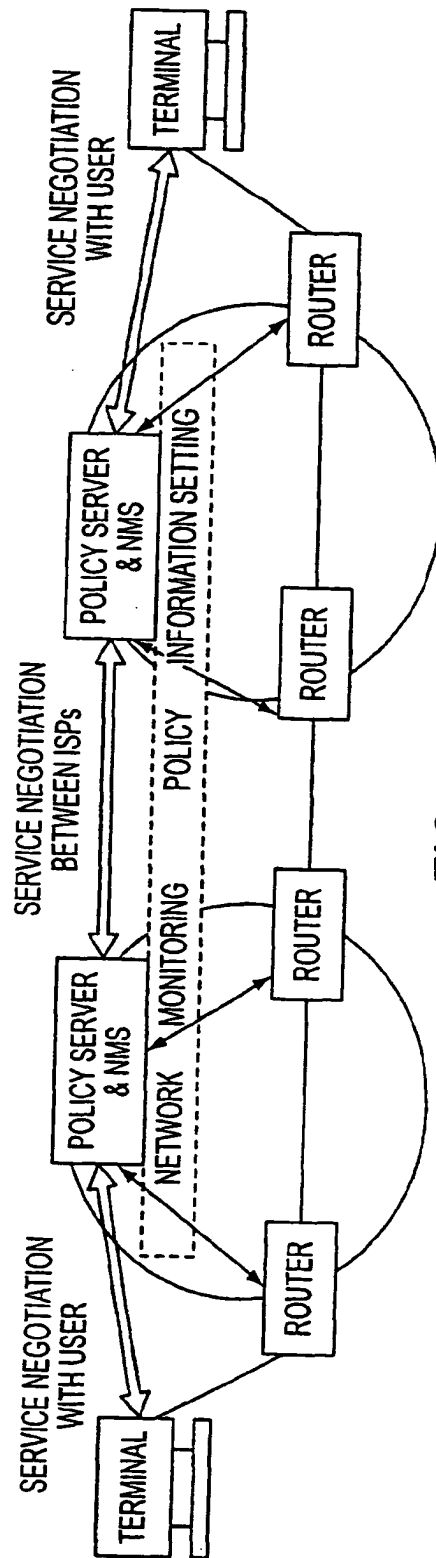 SERVICE NEGOTIATION
WITH USER
SERVICE NEGOTIATION
BETWEEN ISPs
SERVICE NEGOTIATION
WITH USER
TERMINAL
POLICY SERVER
& NMS
POLICY SERVER
& NMS
TERMINAL
NETWORK MONITORING POLICY INFORMATION SETTING
ROUTER
ROUTER
ROUTER
ROUTER